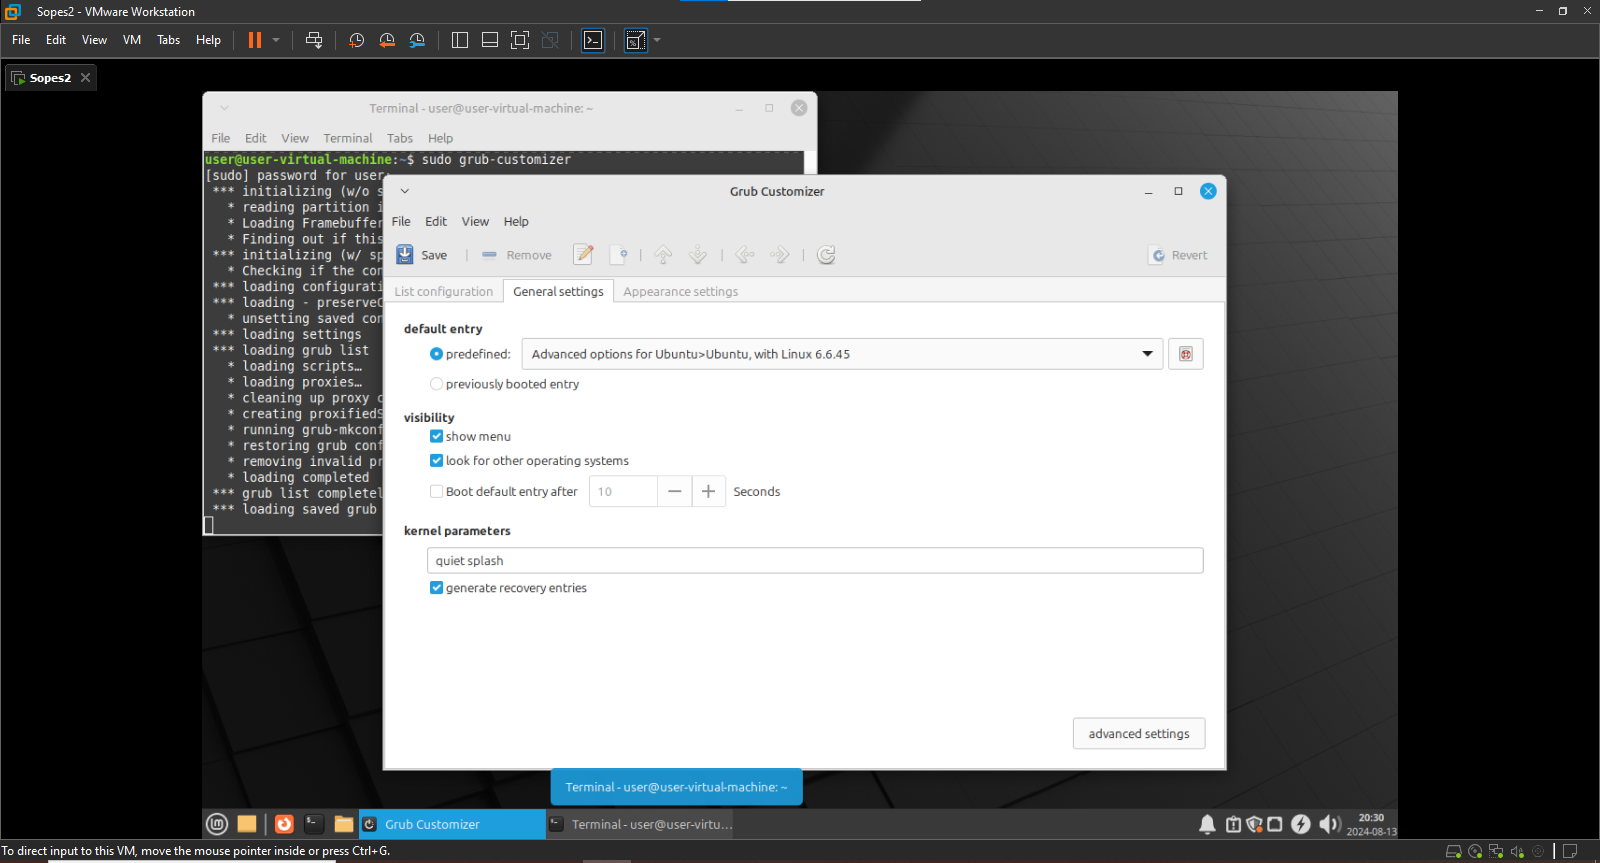 Sopes2 - VMware Workstation
File Edit View VM Tabs Help
Sopes2
Terminal - user@user-virtual-machine: ~
File Edit View Terminal Tabs Help
user@user-virtual-machine:~$ sudo grub-customizer
[sudo] password for user:
*** initializing (w/o s
* reading partition i
* Loading Framebuffer
* Finding out if this
*** initializing (w/ sp
* Checking if the con
*** loading configurati
*** loading - preserveC
* unsetting saved con
*** loading settings
*** loading grub list
* loading scripts…
* loading proxies…
* cleaning up proxy c
* creating proxifiedS
* running grub-mkconf
* restoring grub conf
* removing invalid pr
* loading completed
*** grub list completel
*** loading saved grub
Grub Customizer
File Edit View Help
Save Remove Revert
List configuration General settings Appearance settings
default entry
predefined: Advanced options for Ubuntu>Ubuntu, with Linux 6.6.45
previously booted entry
visibility
show menu
look for other operating systems
Boot default entry after 10 Seconds
kernel parameters
quiet splash
generate recovery entries
advanced settings
Terminal - user@user-virtual-machine: ~
Grub Customizer Terminal - user@user-virtu...
20:30
2024-08-13
To direct input to this VM, move the mouse pointer inside or press Ctrl+G.